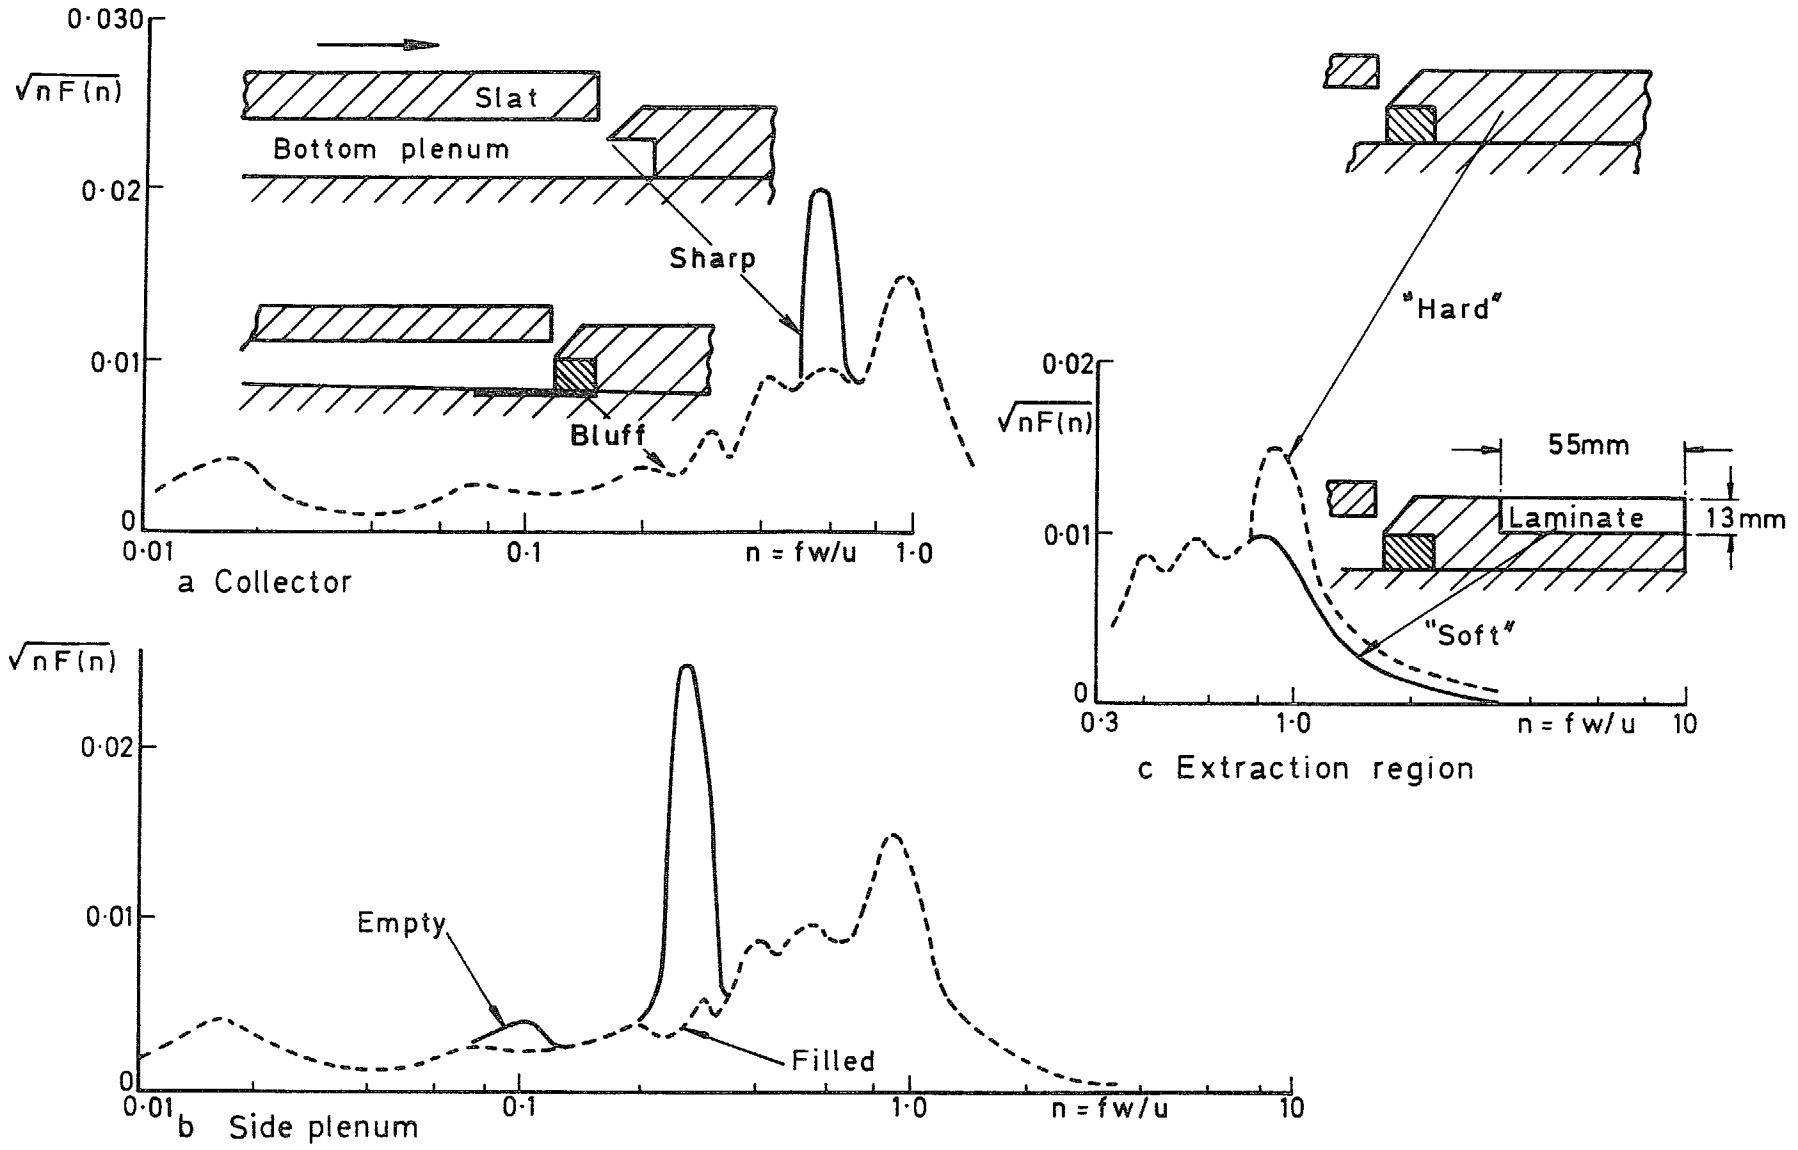 0·030
√nF(n)
Slat
Bottom plenum
0·02
Sharp
0·01
Bluff
0
0·01
0·1
n = fw/u
1·0
a Collector
√nF(n)
0·02
0·01
Empty
Filled
0
0·01
0·1
1·0
n = fw/u
10
b Side plenum
"Hard"
0·02
√nF(n)
55mm
0·01
Laminate
13mm
"Soft"
0
0·3
1·0
n = fw/u
10
c Extraction region